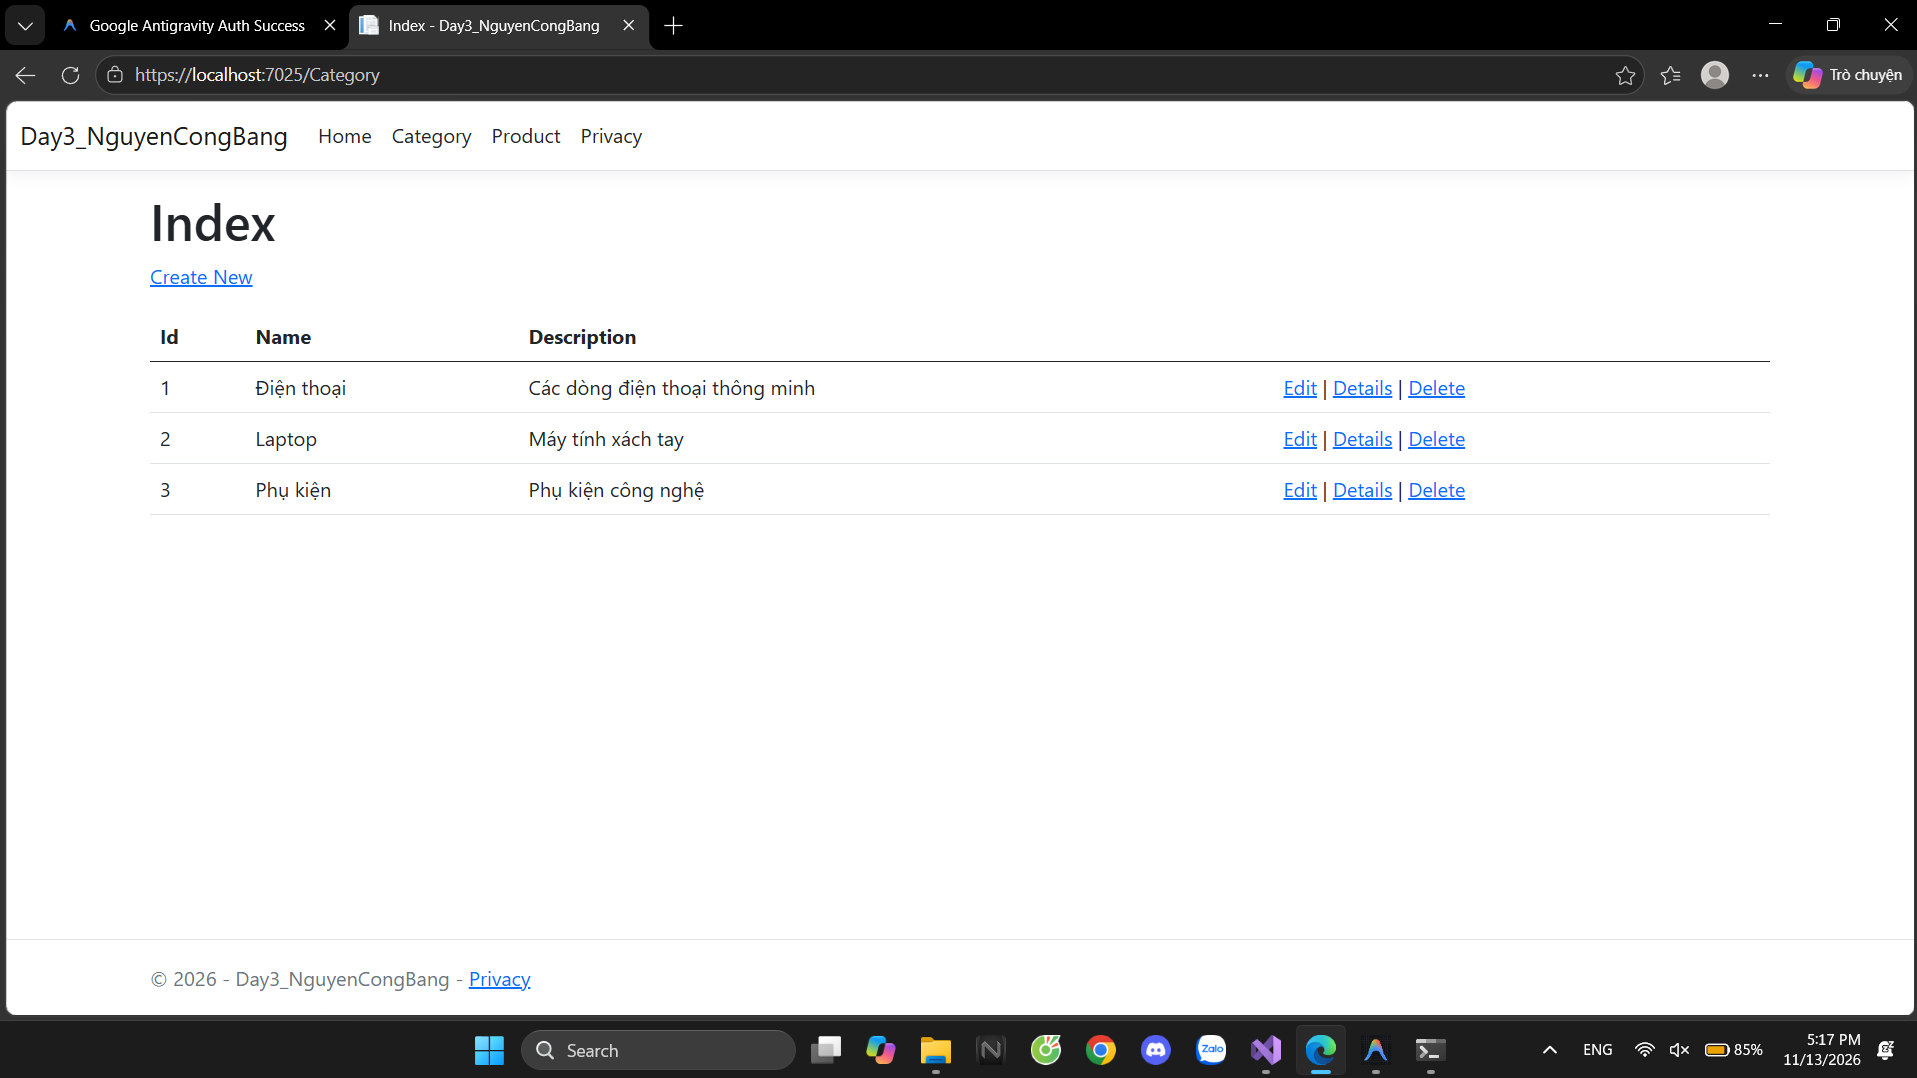 Google Antigravity Auth Success
Index - Day3_NguyenCongBang
https://localhost:7025/Category
Trò chuyện
Day3_NguyenCongBang Home Category Product Privacy
Index
Create New
Id Name Description
1 Điện thoại Các dòng điện thoại thông minh Edit | Details | Delete
2 Laptop Máy tính xách tay Edit | Details | Delete
3 Phụ kiện Phụ kiện công nghệ Edit | Details | Delete
© 2026 - Day3_NguyenCongBang - Privacy
Search
Zalo
ENG
85%
5:17 PM
11/13/2026